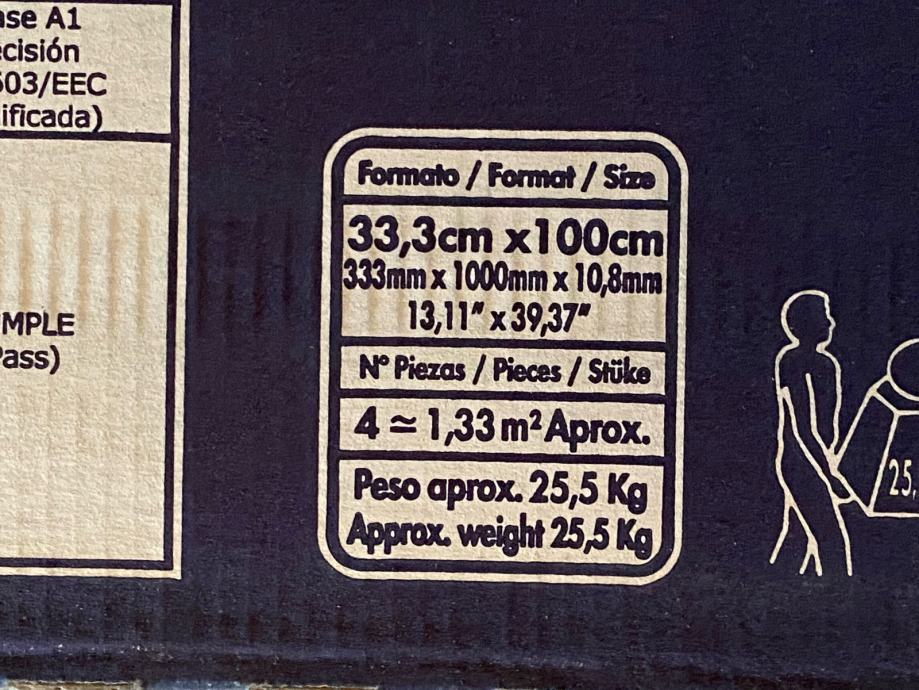 ase A1
ecisión
603/EEC
ificada)
MPLE
Pass)
Formato / Format / Size
33,3cm x100cm
333mm x 1000mm x 10,8mm
13,11" x 39,37"
Nº Piezas / Pieces / Stüke
4 ≃ 1,33 m² Aprox.
Peso aprox. 25,5 Kg
Approx. weight 25,5 Kg
25,